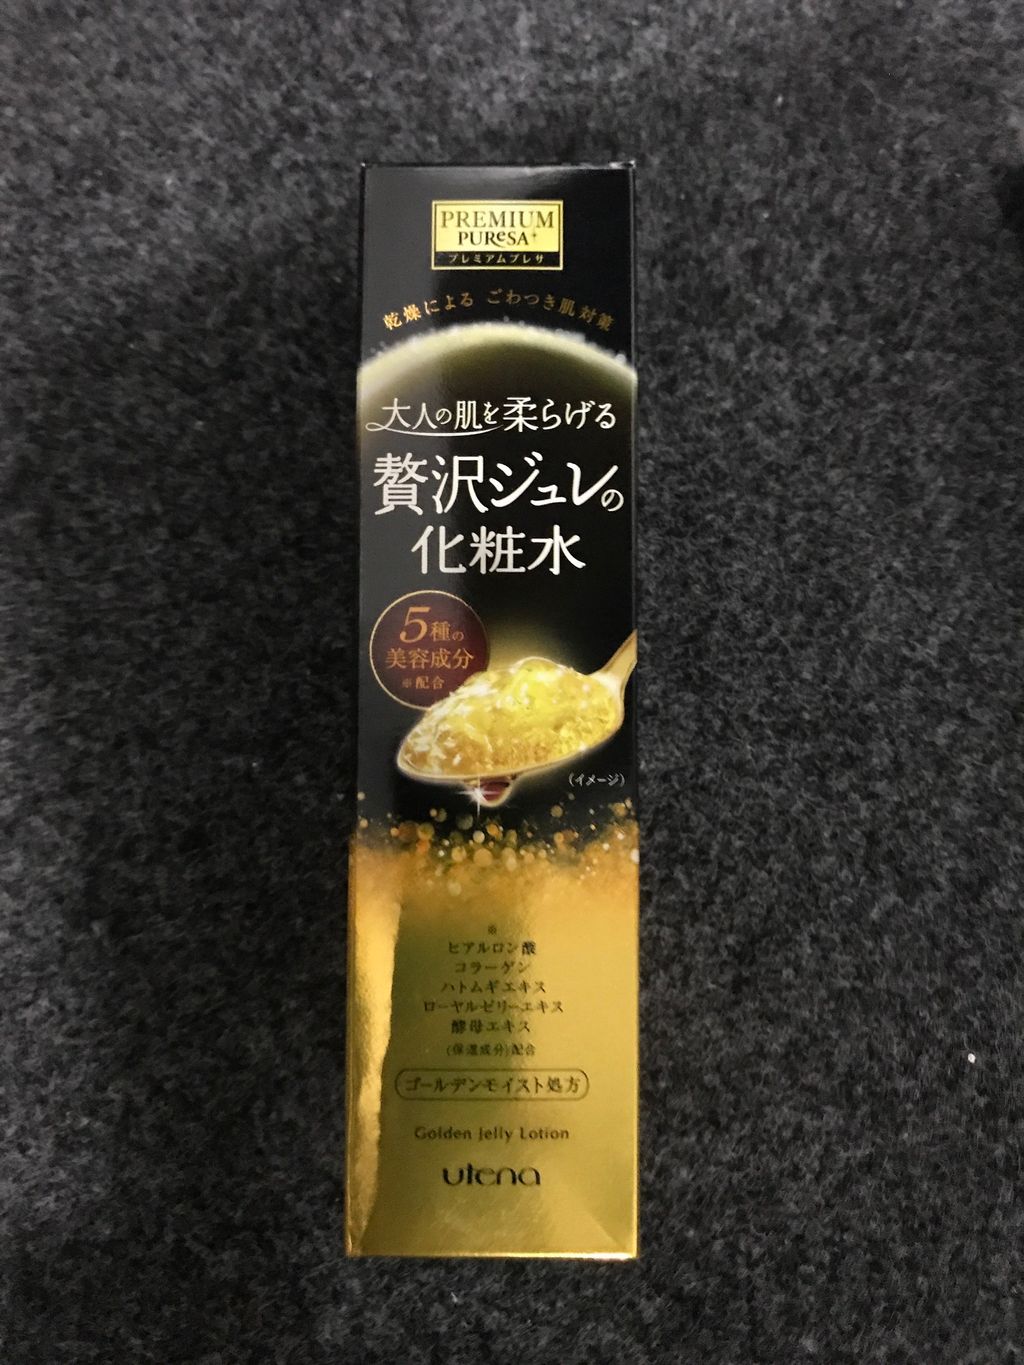 PREMIUM
PUReSA+
プレミアムプレサ
乾燥による ごわつき肌対策
大人の肌を柔らげる
贅沢ジュレの
化粧水
5種の
美容成分
※配合
(イメージ)
※
ヒアルロン酸
コラーゲン
ハトムギエキス
ローヤルゼリーエキス
酵母エキス
(保湿成分)配合
ゴールデンモイスト処方
Golden Jelly Lotion
utena